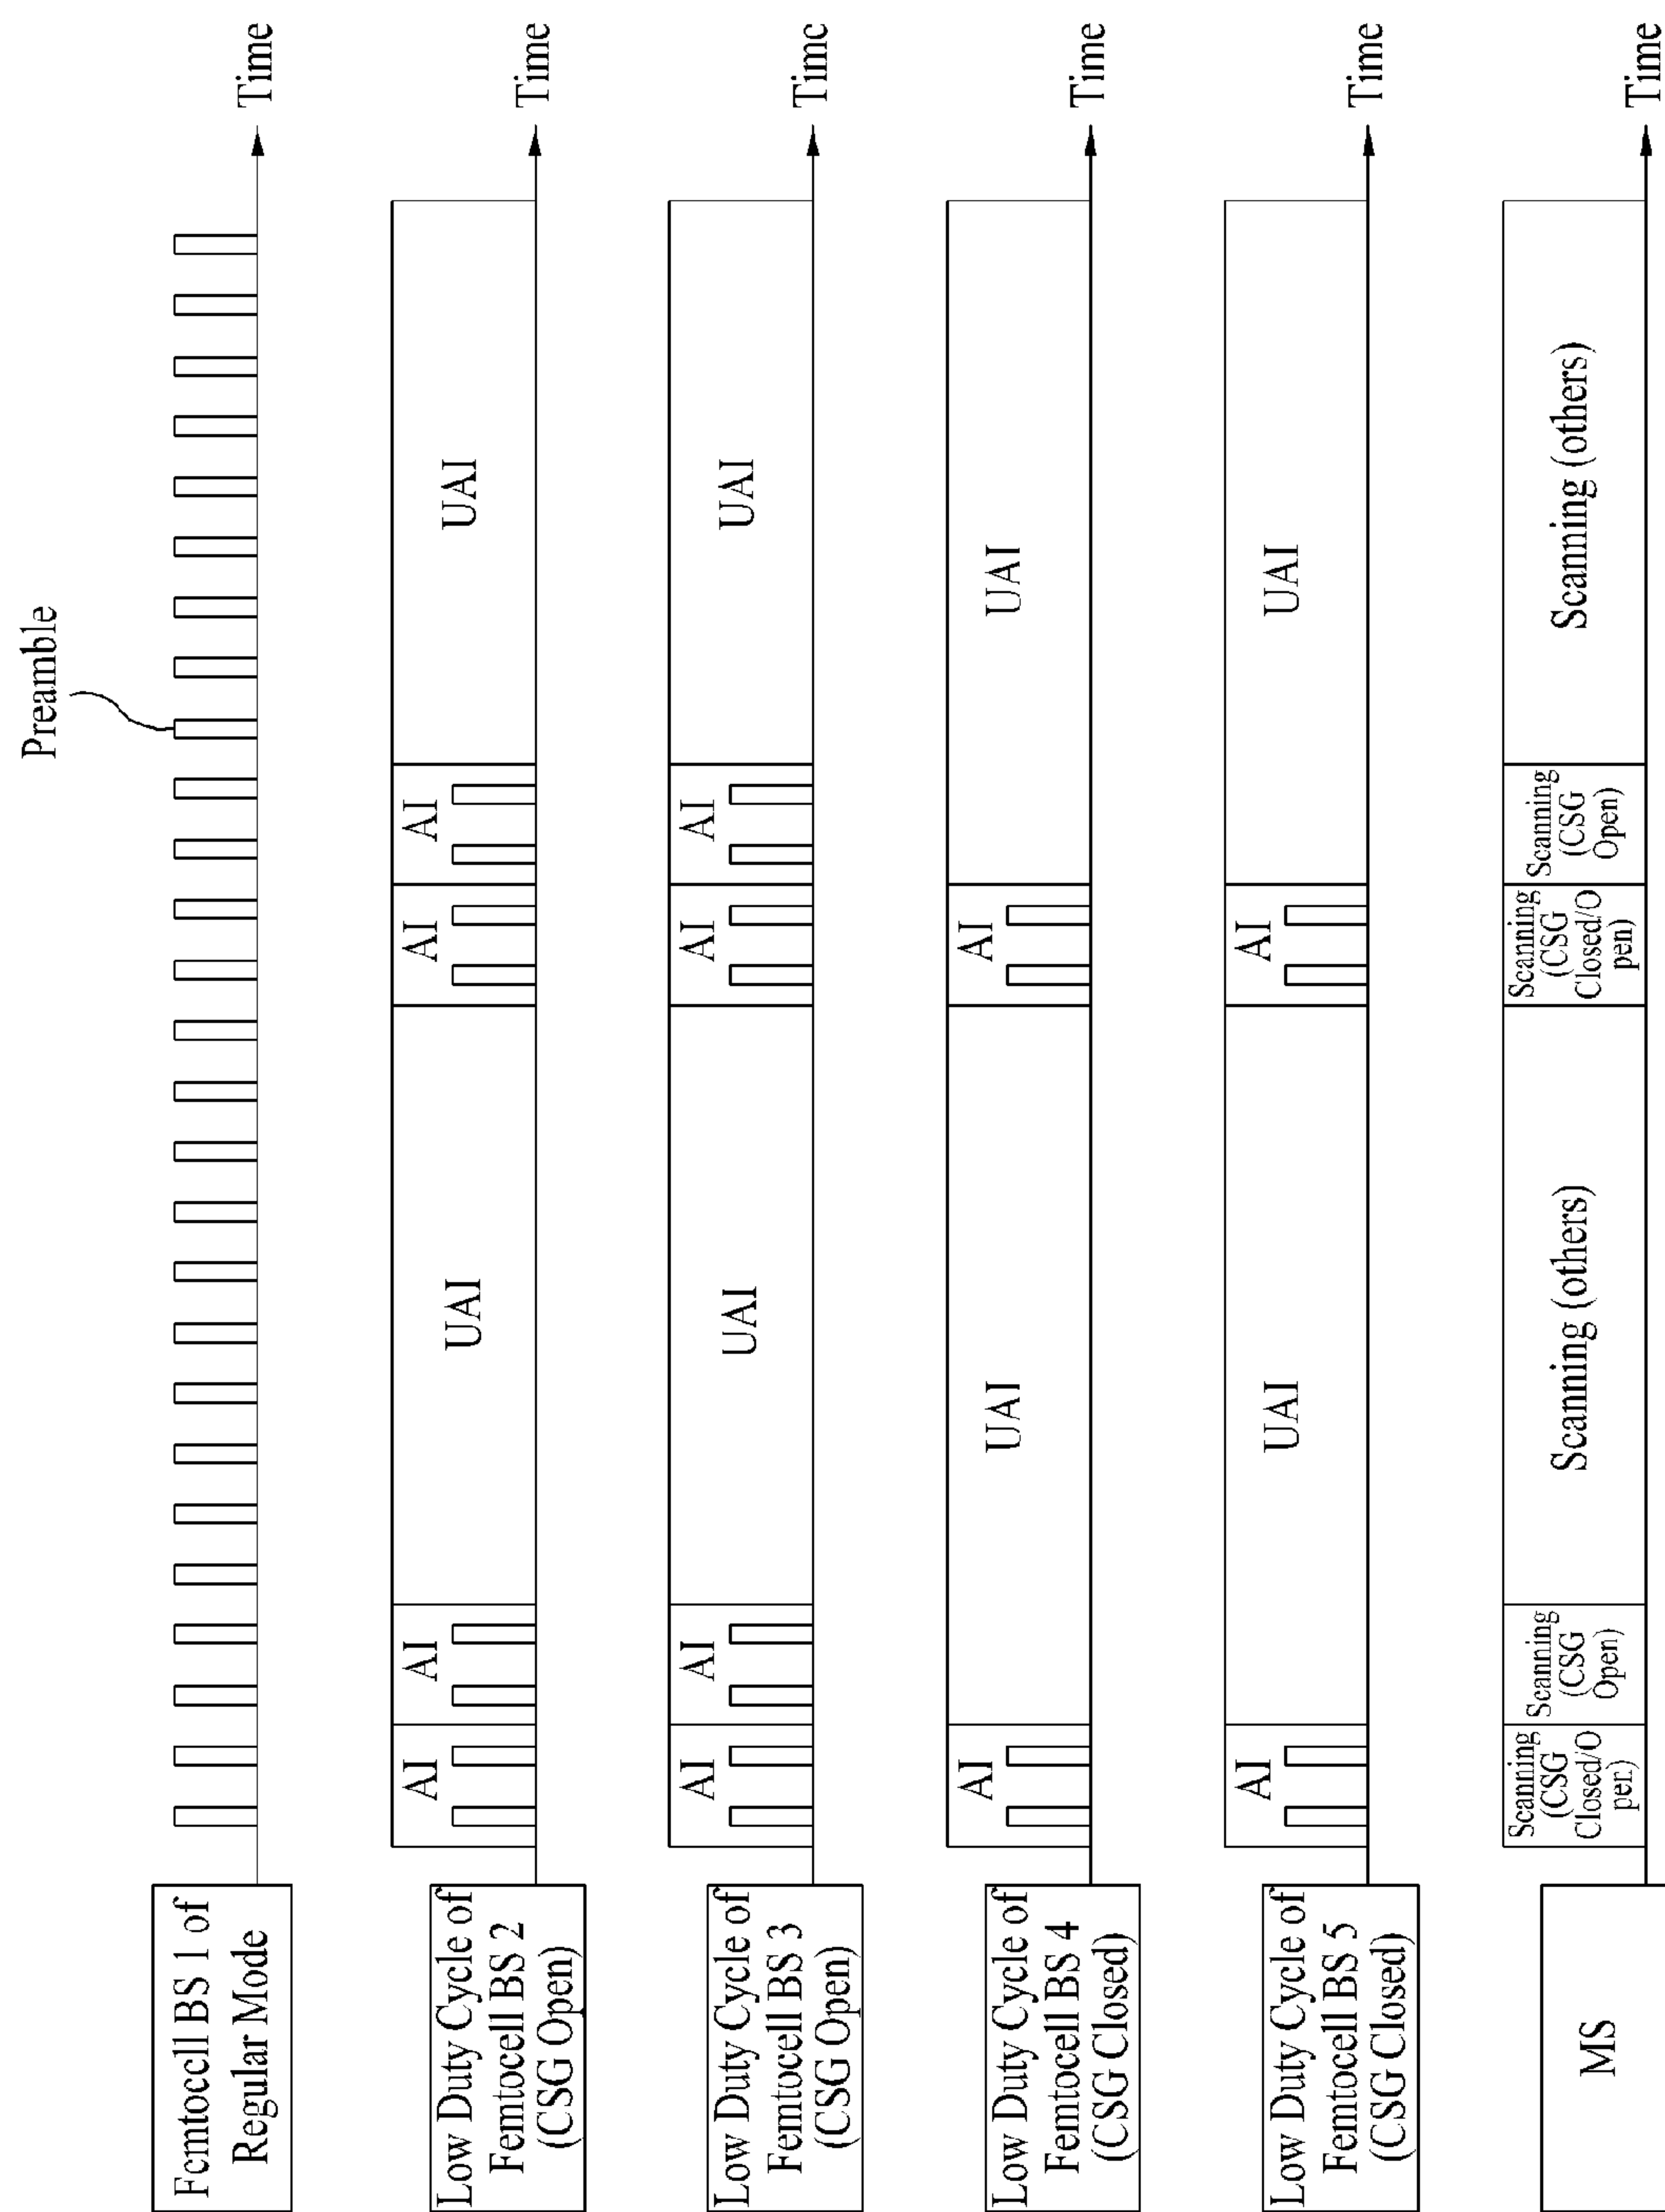 Preamble
Femtocell BS 1 of
Regular Mode
Time
Low Duty Cycle of
Femtocell BS 2
(CSG Open)
AI
AI
UAI
AI
AI
UAI
Time
Low Duty Cycle of
Femtocell BS 3
(CSG Open)
AI
AI
UAI
AI
AI
UAI
Time
Low Duty Cycle of
Femtocell BS 4
(CSG Closed)
AI
UAI
AI
UAI
Time
Low Duty Cycle of
Femtocell BS 5
(CSG Closed)
AI
UAI
AI
UAI
Time
MS
Scanning
(CSG
Closed/O
pen)
Scanning
(CSG
Open)
Scanning (others)
Scanning
(CSG
Closed/O
pen)
Scanning
(CSG
Open)
Scanning (others)
Time